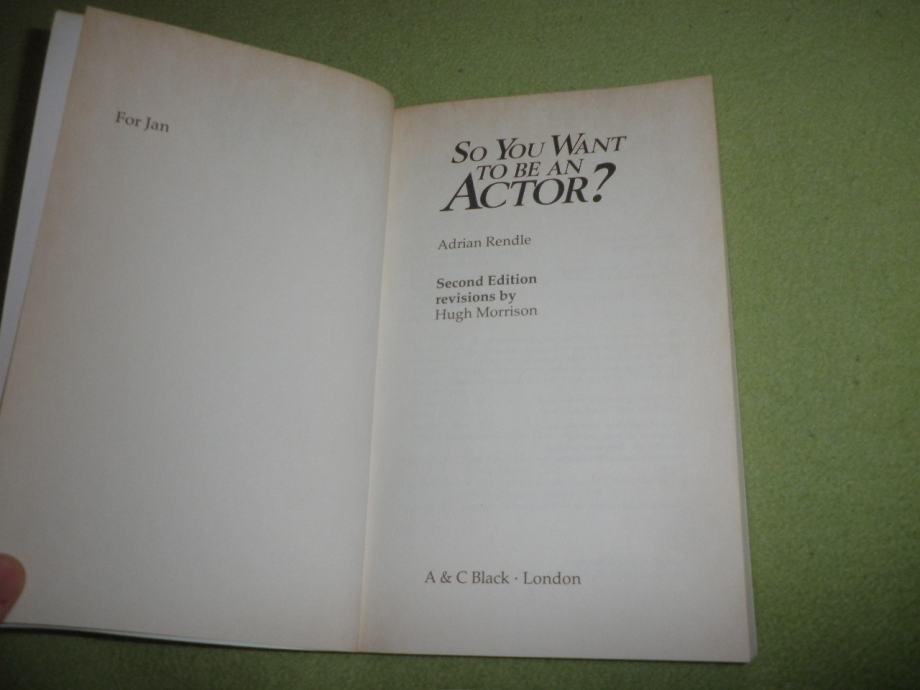 For Jan
SO YOU WANT
TO BE AN
ACTOR?
Adrian Rendle
Second Edition
revisions by
Hugh Morrison
A & C Black · London